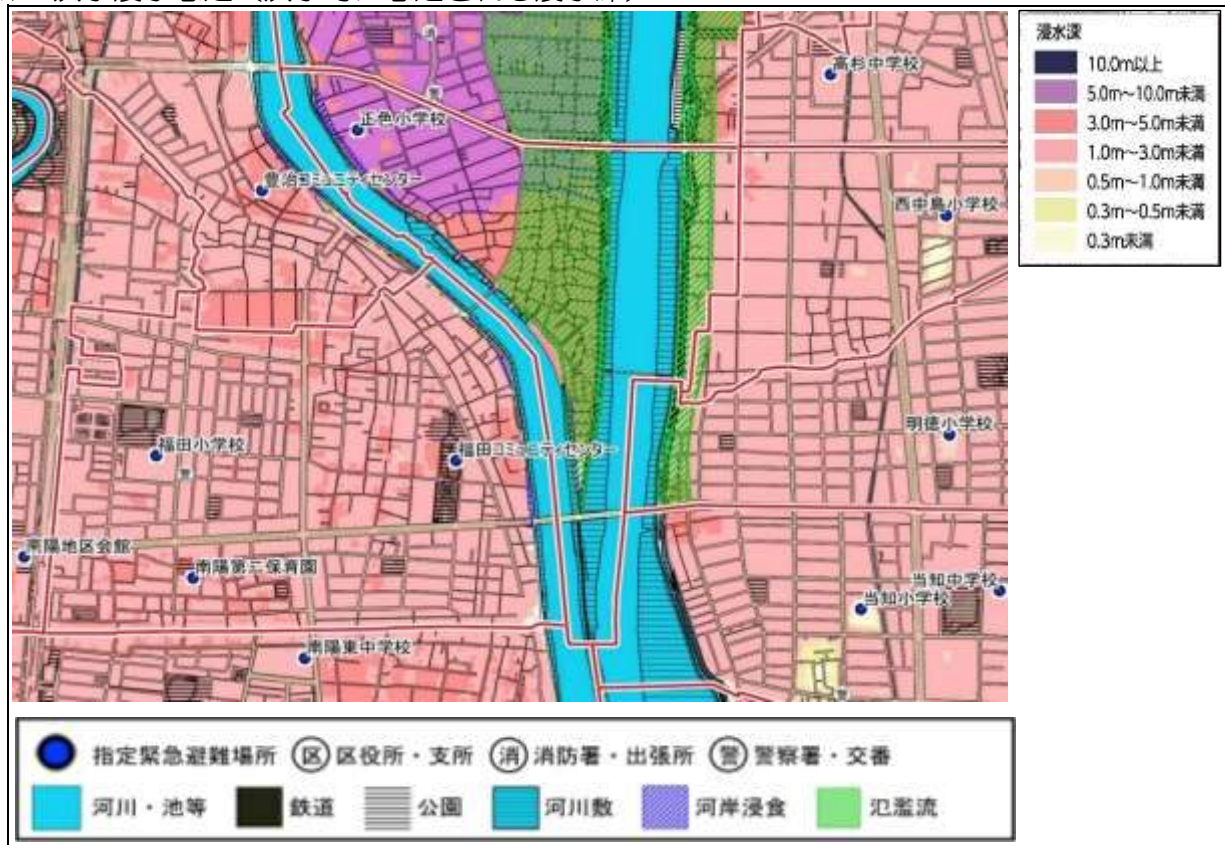 高杉中学校
正色小学校
豊治コミュニティセンター
西中島小学校
明徳小学校
福田小学校
福田コミュニティセンター
南陽地区会館
南陽第二保育園
当知中学校
当知小学校
南陽東中学校
浸水深
10.0m以上
5.0m〜10.0m未満
3.0m〜5.0m未満
1.0m〜3.0m未満
0.5m〜1.0m未満
0.3m〜0.5m未満
0.3m未満
指定緊急避難場所 区 区役所・支所 消 消防署・出張所 警 警察署・交番
河川・池等 鉄道 公園 河川敷 河岸浸食 氾濫流